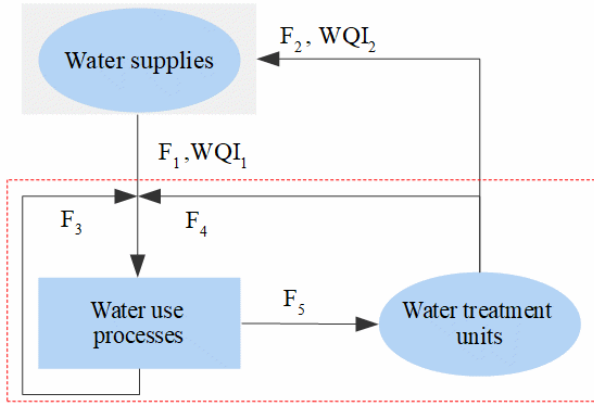 Water supplies
F₂, WQI₂
F₁,WQI₁
F₃
F₄
Water use
processes
F₅
Water treatment
units